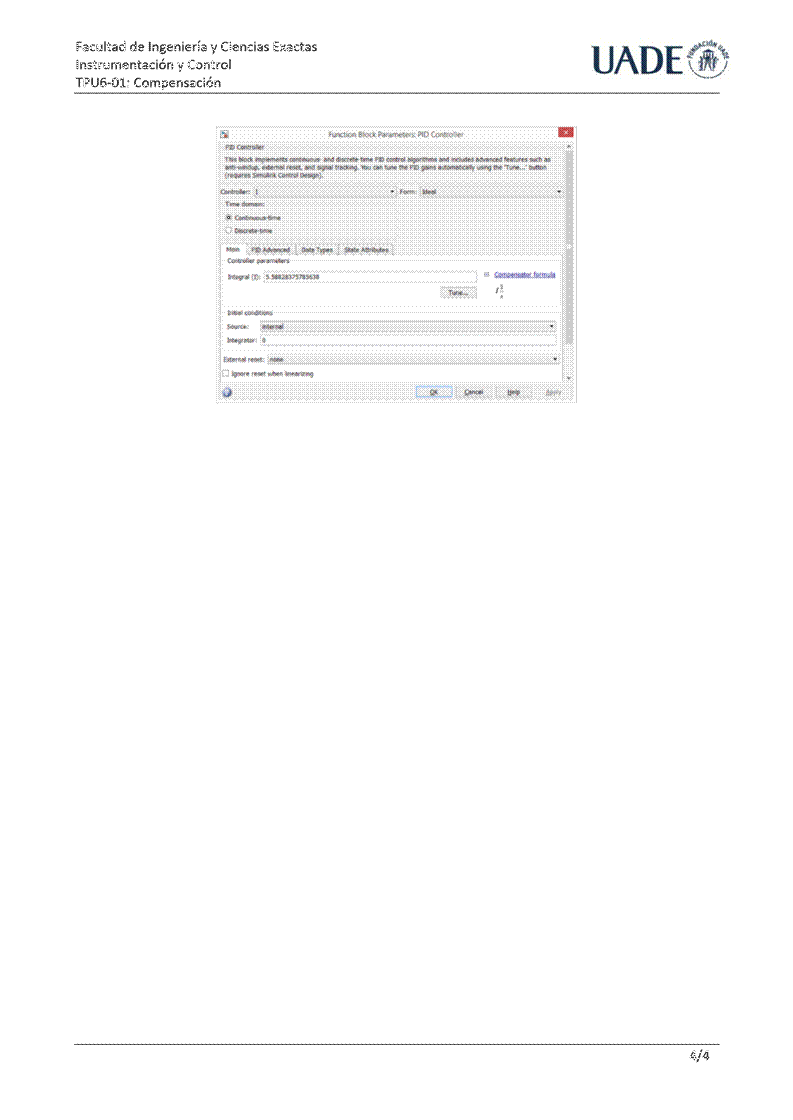 Facultad de Ingeniería y Ciencias Exactas
Instrumentación y Control
TPU6-01: Compensación
UADE
FUNDACIÓN UADE
Function Block Parameters: PID Controller
PID Controller
This block implements continuous- and discrete-time PID control algorithms and includes advanced features such as
anti-windup, external reset, and signal tracking. You can tune the PID gains automatically using the 'Tune...' button
(requires Simulink Control Design).
Controller: I
Form: Ideal
Time domain:
Continuous-time
Discrete-time
Main PID Advanced Data Types State Attributes
Controller parameters
Integral (I):
Compensator formula
Tune...
Initial conditions
Source: internal
Integrator: 0
External reset: none
Ignore reset when linearizing
OK Cancel Help Apply
6/4